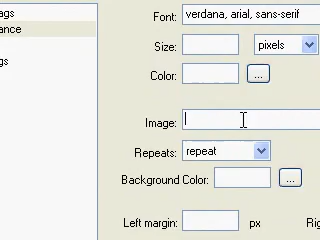 ags
Font: verdana, arial, sans-serif
ance
Size: pixels
gs
Color: ...
Image:
Repeats: repeat
Background Color: ...
Left margin: px Rig